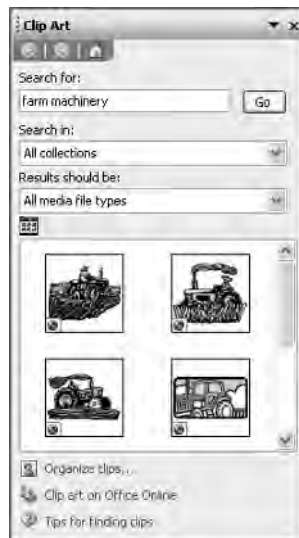 Clip Art
Search for:
farm machinery
Go
Search in:
All collections
Results should be:
All media file types
Organize clips...
Clip art on Office Online
Tips for finding clips